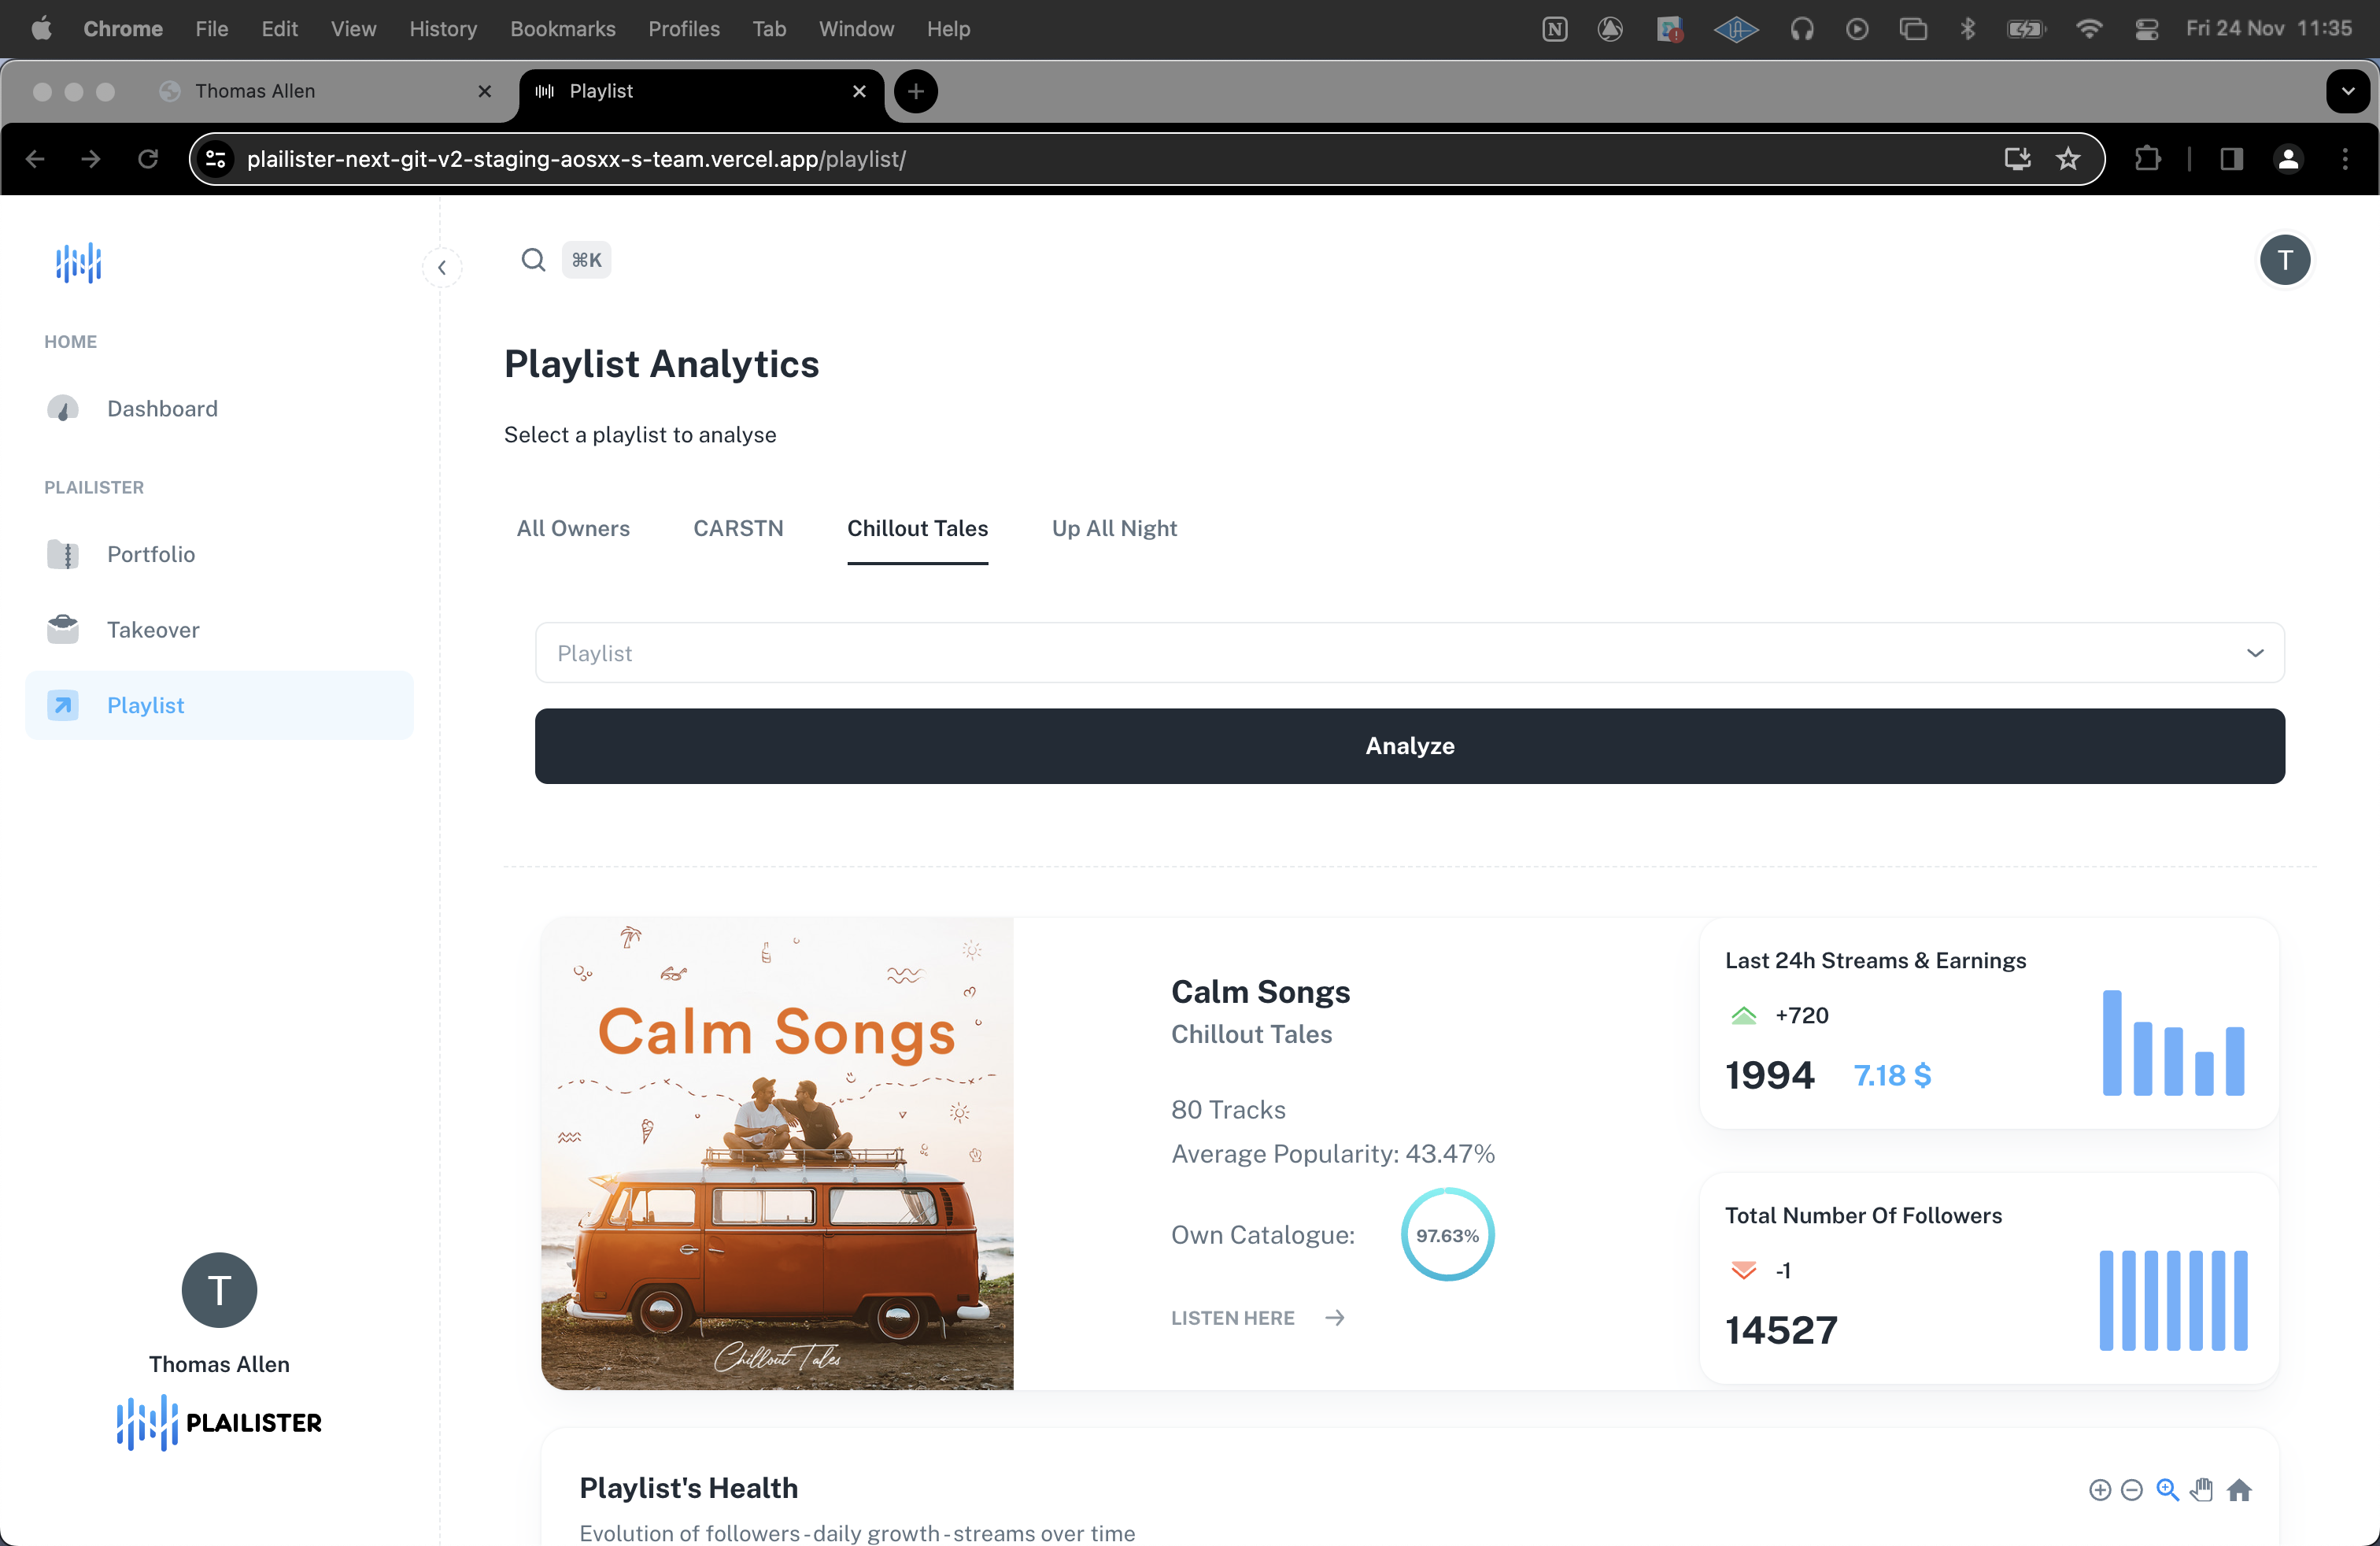 Chrome File Edit View History Bookmarks Profiles Tab Window Help Fri 24 Nov 11:35
Thomas Allen
Playlist
plailister-next-git-v2-staging-aosxx-s-team.vercel.app/playlist/
⌘K
T
HOME
Dashboard
PLAILISTER
Portfolio
Takeover
Playlist
T
Thomas Allen
PLAILISTER
Playlist Analytics
Select a playlist to analyse
All Owners CARSTN Chillout Tales Up All Night
Playlist
Analyze
Calm Songs
Chillout Tales
Calm Songs
Chillout Tales
80 Tracks
Average Popularity: 43.47%
Own Catalogue: 97.63%
LISTEN HERE
Last 24h Streams & Earnings
+720
1994 7.18 $
Total Number Of Followers
-1
14527
Playlist's Health
Evolution of followers - daily growth - streams over time